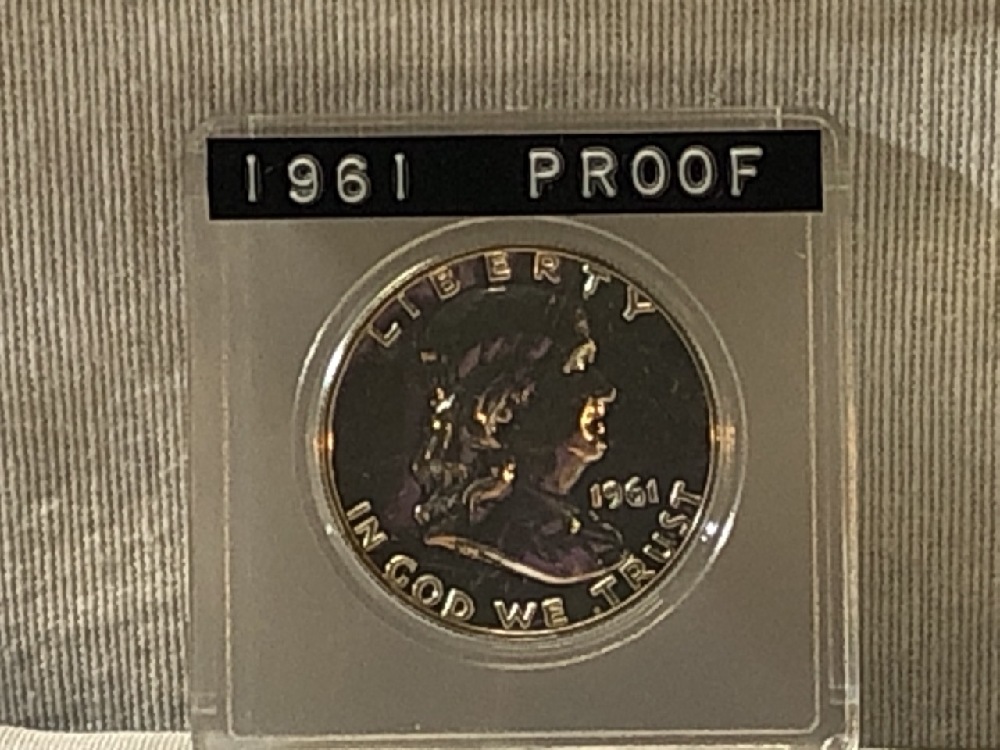 1961 PROOF
LIBERTY
1961
IN GOD WE TRUST